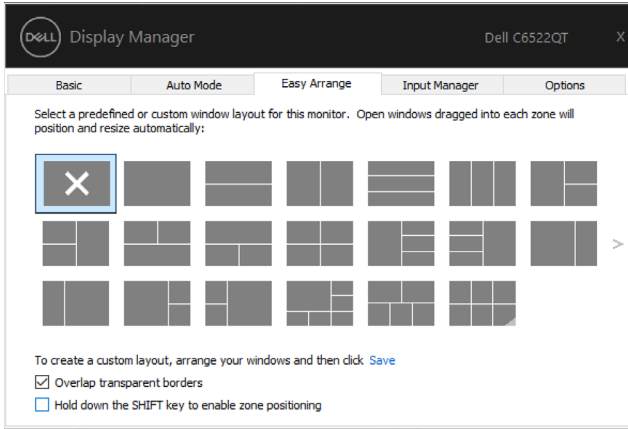 DELL Display Manager Dell C6522QT X
Basic Auto Mode Easy Arrange Input Manager Options
Select a predefined or custom window layout for this monitor. Open windows dragged into each zone will
position and resize automatically:
To create a custom layout, arrange your windows and then click Save
Overlap transparent borders
Hold down the SHIFT key to enable zone positioning